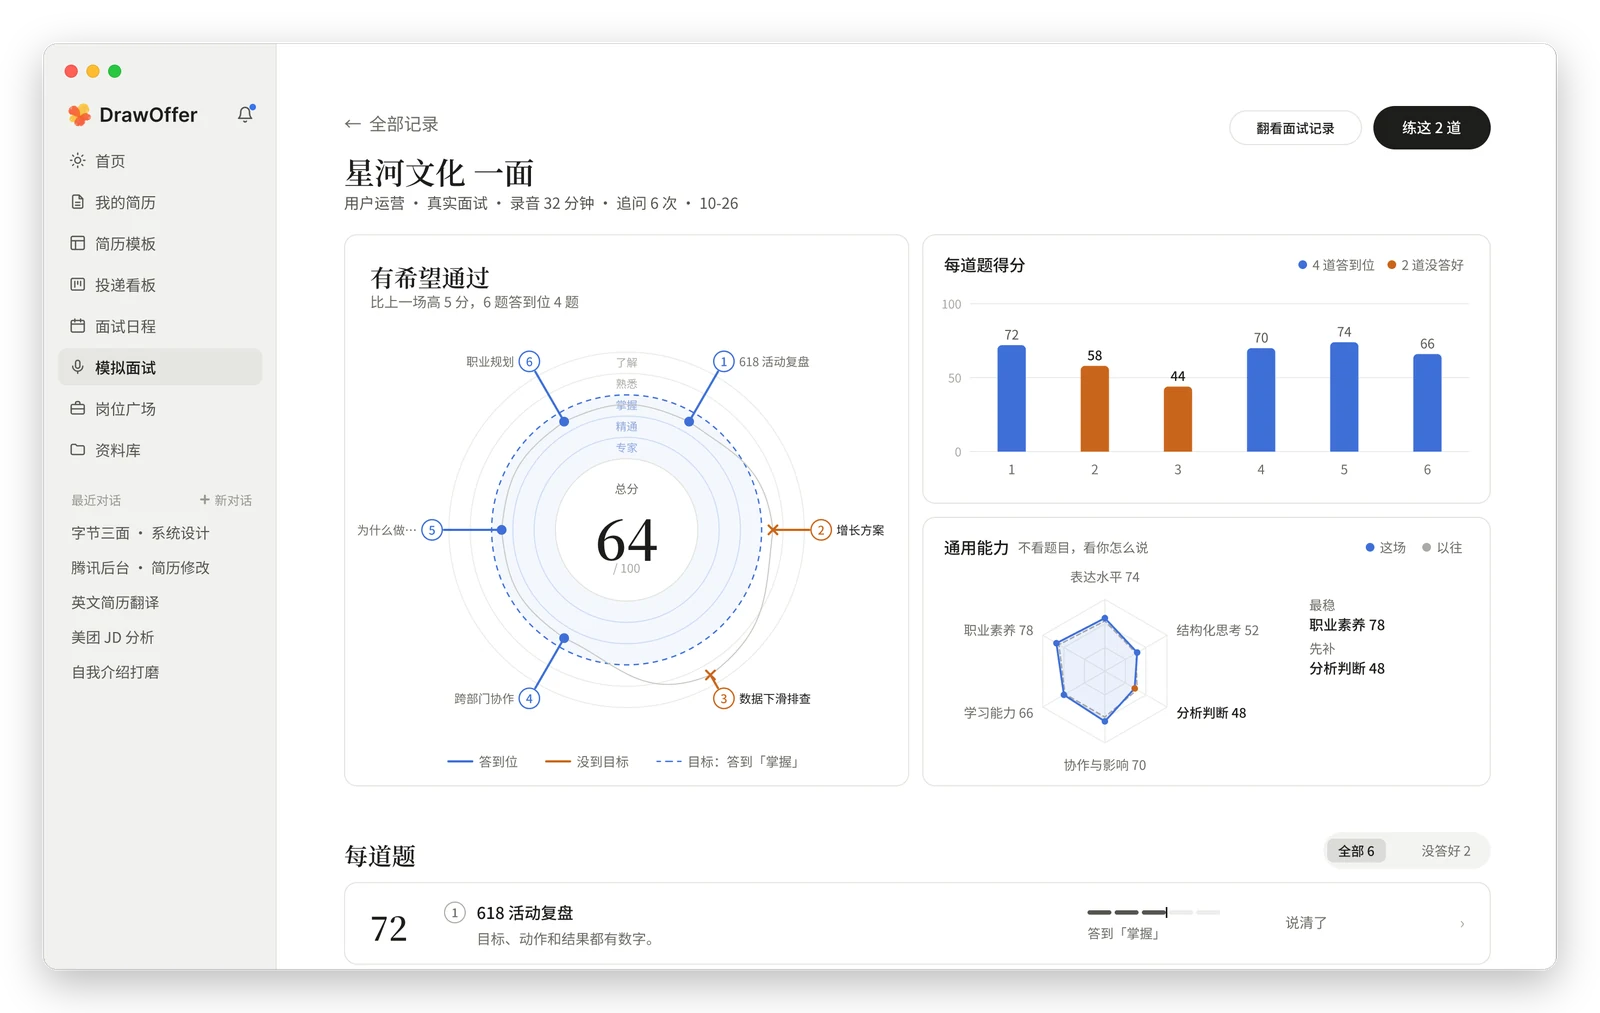 DrawOffer
首页
我的简历
简历模板
投递看板
面试日程
模拟面试
岗位广场
资料库
最近对话
+ 新对话
字节三面 • 系统设计
腾讯后台 • 简历修改
英文简历翻译
美团 JD 分析
自我介绍打磨
← 全部记录
翻看面试记录
练这 2 道
星河文化 一面
用户运营 • 真实面试 • 录音 32 分钟 • 追问 6 次 • 10-26
有希望通过
比上一场高 5 分，6 题答到位 4 题
职业规划 6
1 618 活动复盘
了解
熟悉
掌握
精通
专家
总分
64
/ 100
为什么做… 5
2 增长方案
跨部门协作 4
3 数据下滑排查
答到位
没到目标
目标：答到「掌握」
每道题得分
4 道答到位
2 道没答好
100
50
0
72
58
44
70
74
66
1
2
3
4
5
6
通用能力 不看题目，看你怎么说
这场
以往
表达水平 74
职业素养 78
结构化思考 52
学习能力 66
分析判断 48
协作与影响 70
最稳
职业素养 78
先补
分析判断 48
每道题
全部 6
没答好 2
72
1 618 活动复盘
目标、动作和结果都有数字。
答到「掌握」
说清了